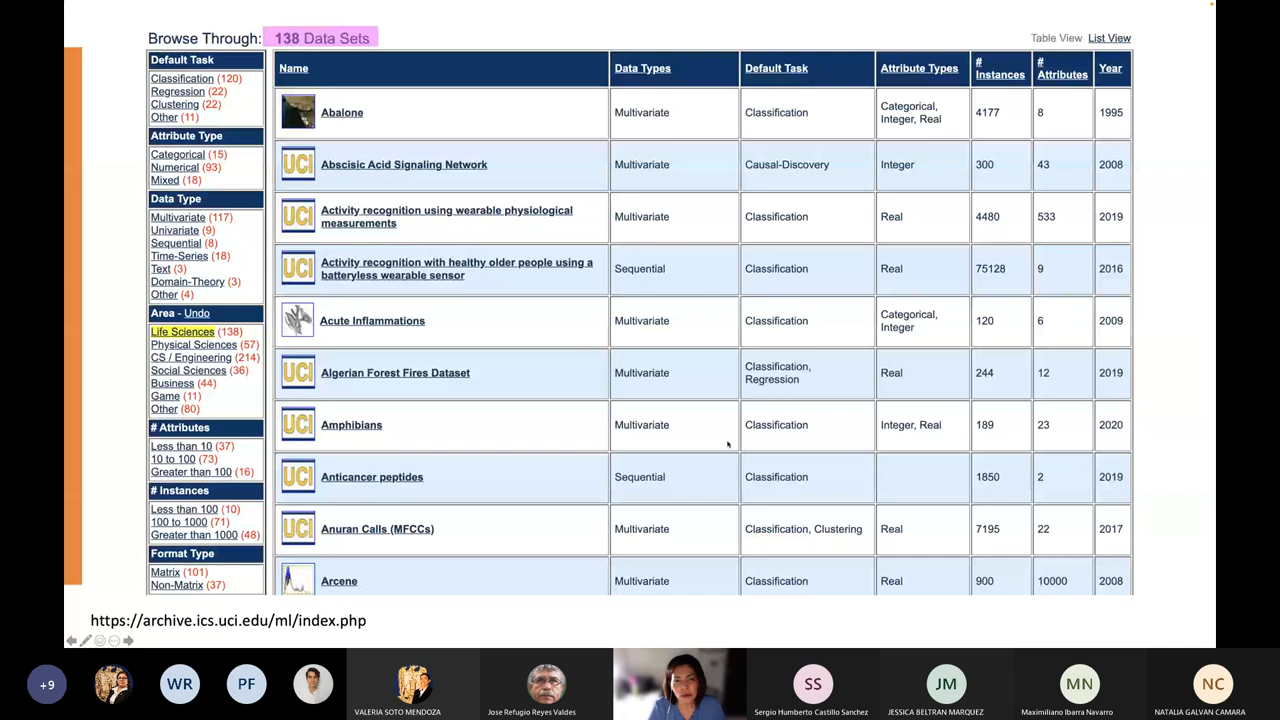 Browse Through: 138 Data Sets
Table View List View
Default Task
Classification (120)
Regression (22)
Clustering (22)
Other (11)
Attribute Type
Categorical (15)
Numerical (93)
Mixed (18)
Data Type
Multivariate (117)
Univariate (9)
Sequential (8)
Time-Series (18)
Text (3)
Domain-Theory (3)
Other (4)
Area - Undo
Life Sciences (138)
Physical Sciences (57)
CS / Engineering (214)
Social Sciences (36)
Business (44)
Game (11)
Other (80)
# Attributes
Less than 10 (37)
10 to 100 (73)
Greater than 100 (16)
# Instances
Less than 100 (10)
100 to 1000 (71)
Greater than 1000 (48)
Format Type
Matrix (101)
Non-Matrix (37)
Name Data Types Default Task Attribute Types # Instances # Attributes Year
Abalone Multivariate Classification Categorical, Integer, Real 4177 8 1995
UCI Abscisic Acid Signaling Network Multivariate Causal-Discovery Integer 300 43 2008
UCI Activity recognition using wearable physiological measurements Multivariate Classification Real 4480 533 2019
UCI Activity recognition with healthy older people using a batteryless wearable sensor Sequential Classification Real 75128 9 2016
Acute Inflammations Multivariate Classification Categorical, Integer 120 6 2009
UCI Algerian Forest Fires Dataset Multivariate Classification, Regression Real 244 12 2019
UCI Amphibians Multivariate Classification Integer, Real 189 23 2020
UCI Anticancer peptides Sequential Classification 1850 2 2019
UCI Anuran Calls (MFCCs) Multivariate Classification, Clustering Real 7195 22 2017
Arcene Multivariate Classification Real 900 10000 2008
https://archive.ics.uci.edu/ml/index.php
+9
WR
PF
VALERIA SOTO MENDOZA
Jose Refugio Reyes Valdes
SS
Sergio Humberto Castillo Sanchez
JM
JESSICA BELTRAN MARQUEZ
MN
Maximiliano Ibarra Navarro
NC
NATALIA GALVAN CAMARA